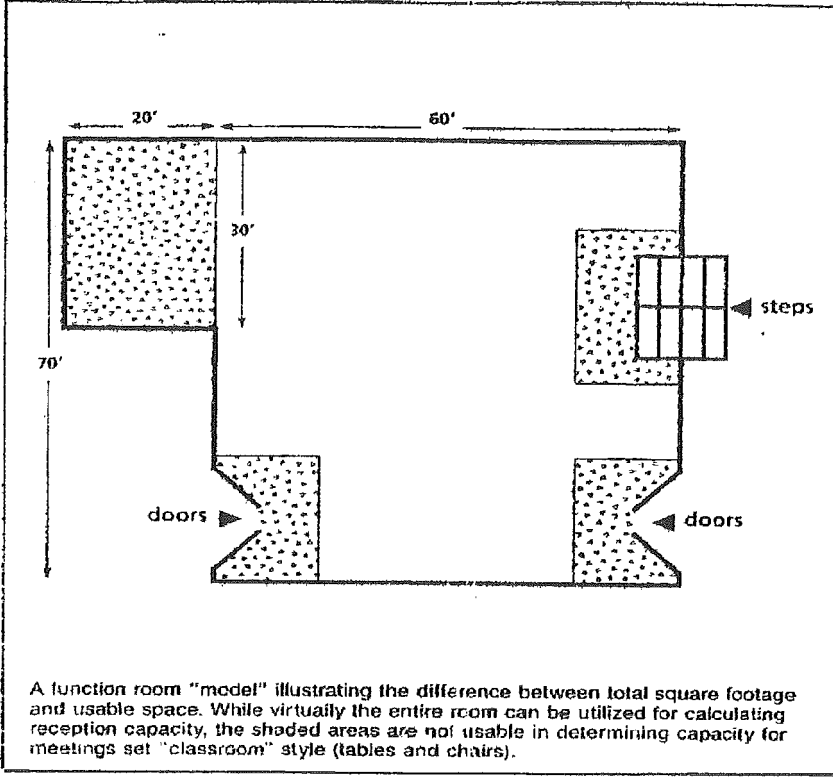 20'
60'
30'
steps
70'
doors
doors
A function room "model" illustrating the difference between total square footage
and usable space. While virtually the entire room can be utilized for calculating
reception capacity, the shaded areas are not usable in determining capacity for
meetings set "classroom" style (tables and chairs).